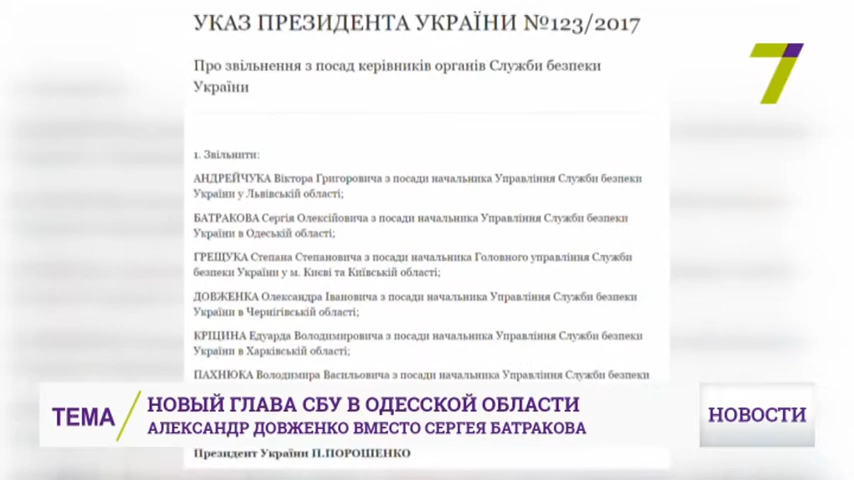 УКАЗ ПРЕЗИДЕНТА УКРАЇНИ №123/2017
Про звільнення з посад керівників органів Служби безпеки
України
7
1. Звільнити:
АНДРЕЙЧУКА Віктора Григоровича з посади начальника Управління Служби безпеки
України у Львівській області;
БАТРАКОВА Сергія Олексійовича з посади начальника Управління Служби безпеки
України в Одеській області;
ГРЕЩУКА Степана Степановича з посади начальника Головного управління Служби
безпеки України у м. Києві та Київській області;
ДОВЖЕНКА Олександра Івановича з посади начальника Управління Служби безпеки
України в Чернігівській області;
КРІЦИНА Едуарда Володимировича з посади начальника Управління Служби безпеки
України в Харківській області;
ПАХНЮКА Володимира Васильовича з посади начальника Управління Служби безпеки
ТЕМА
НОВЫЙ ГЛАВА СБУ В ОДЕССКОЙ ОБЛАСТИ
АЛЕКСАНДР ДОВЖЕНКО ВМЕСТО СЕРГЕЯ БАТРАКОВА
НОВОСТИ
Президент України П.ПОРОШЕНКО